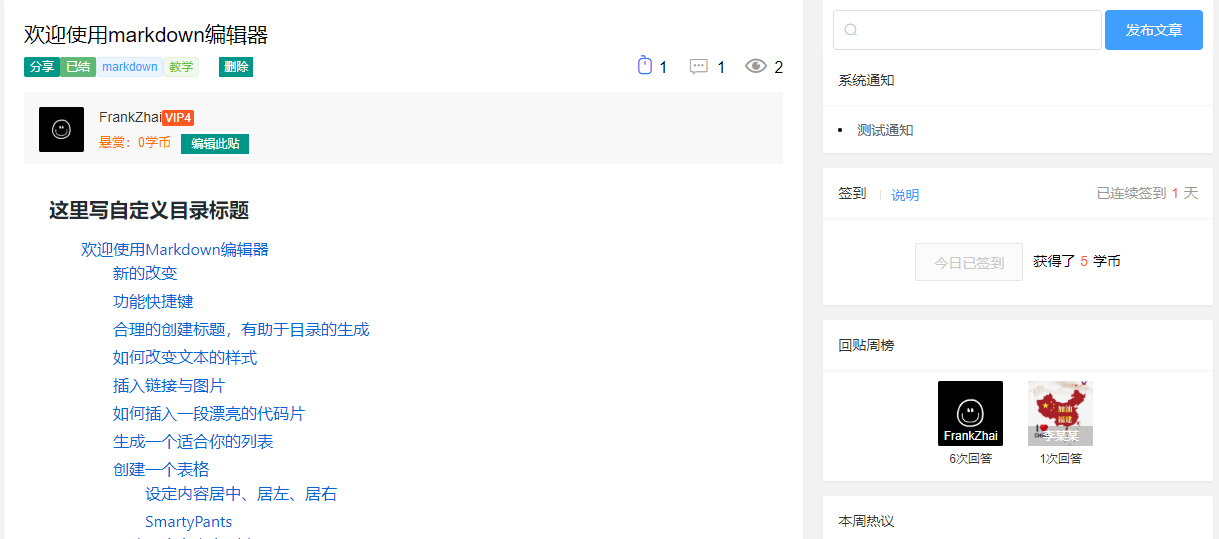 欢迎使用markdown编辑器
分享 已结 markdown 教学 删除
1 1 2
FrankZhai VIP4
悬赏：0学币 编辑此贴
这里写自定义目录标题
欢迎使用Markdown编辑器
新的改变
功能快捷键
合理的创建标题，有助于目录的生成
如何改变文本的样式
插入链接与图片
如何插入一段漂亮的代码片
生成一个适合你的列表
创建一个表格
设定内容居中、居左、居右
SmartyPants
发布文章
系统通知
测试通知
签到 说明 已连续签到 1 天
今日已签到 获得了 5 学币
回贴周榜
加油
福建
FrankZhai 李某某
6次回答 1次回答
本周热议